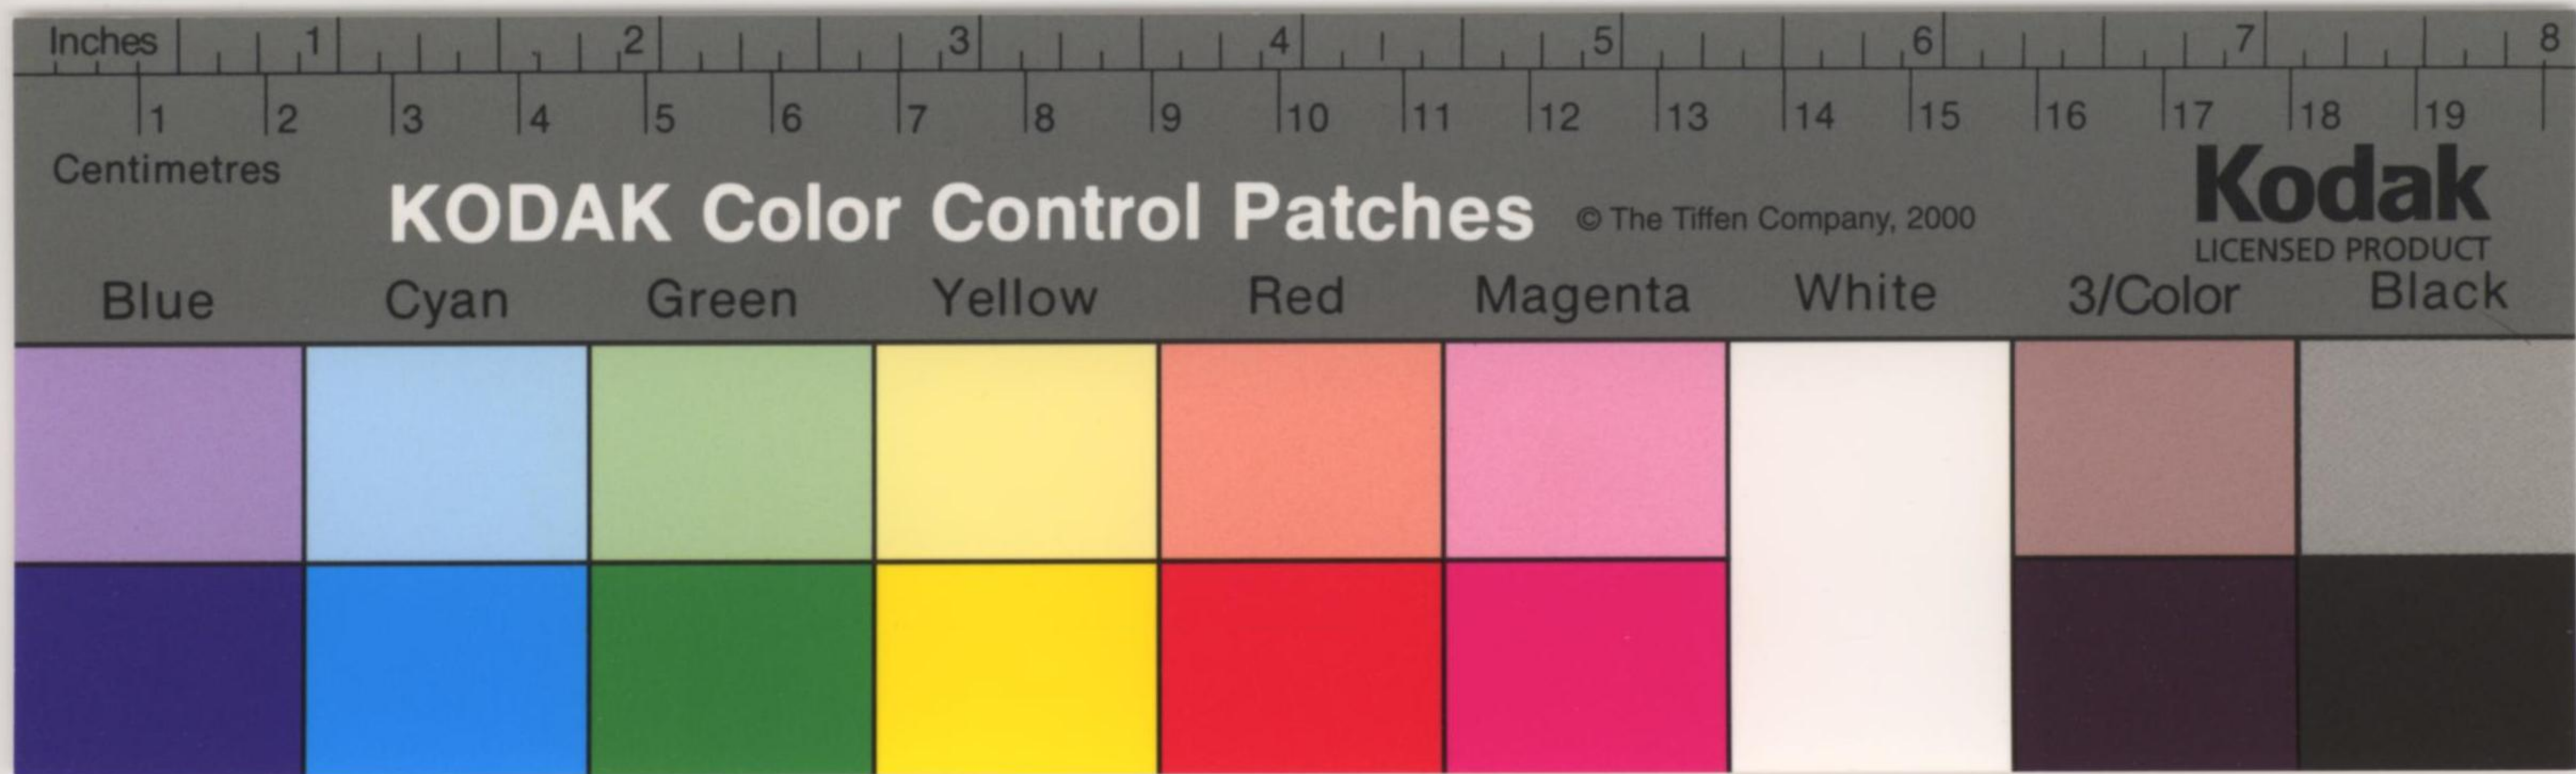 Inches 1 2 3 4 5 6 7 8
1 2 3 4 5 6 7 8 9 10 11 12 13 14 15 16 17 18 19
Centimetres
KODAK Color Control Patches © The Tiffen Company, 2000
Kodak
LICENSED PRODUCT
Blue Cyan Green Yellow Red Magenta White 3/Color Black